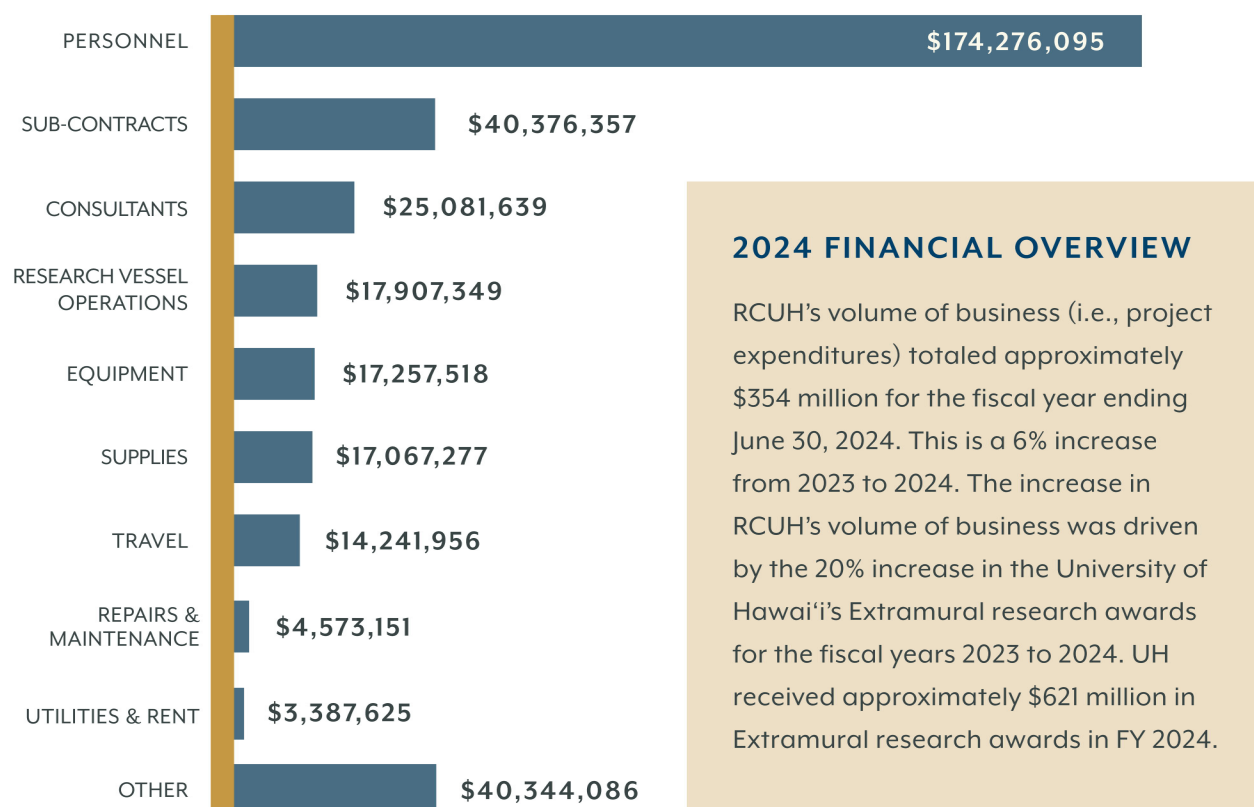 PERSONNEL
$174,276,095
SUB-CONTRACTS
$40,376,357
CONSULTANTS
$25,081,639
RESEARCH VESSEL
OPERATIONS
$17,907,349
EQUIPMENT
$17,257,518
SUPPLIES
$17,067,277
TRAVEL
$14,241,956
REPAIRS &
MAINTENANCE
$4,573,151
UTILITIES & RENT
$3,387,625
OTHER
$40,344,086
2024 FINANCIAL OVERVIEW
RCUH’s volume of business (i.e., project
expenditures) totaled approximately
$354 million for the fiscal year ending
June 30, 2024. This is a 6% increase
from 2023 to 2024. The increase in
RCUH’s volume of business was driven
by the 20% increase in the University of
Hawai‘i’s Extramural research awards
for the fiscal years 2023 to 2024. UH
received approximately $621 million in
Extramural research awards in FY 2024.